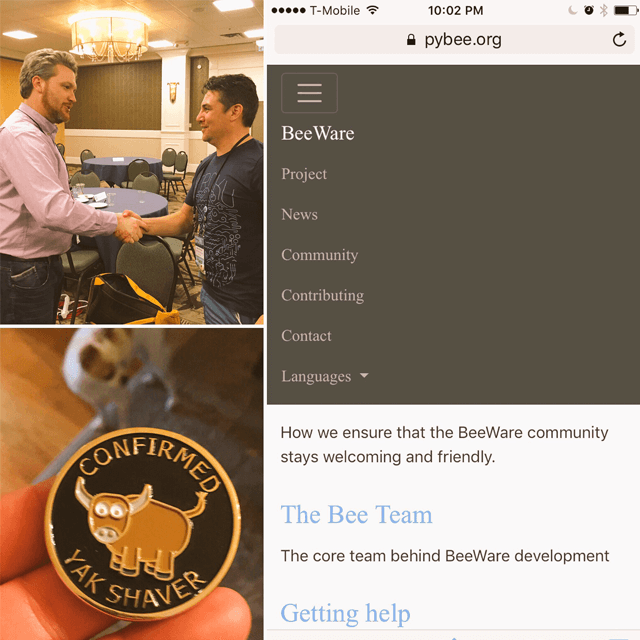 T-Mobile
10:02 PM
pybee.org
BeeWare
Project
News
Community
Contributing
Contact
Languages
How we ensure that the BeeWare community
stays welcoming and friendly.
The Bee Team
The core team behind BeeWare development
Getting help
CONFIRMED
YAK SHAVER